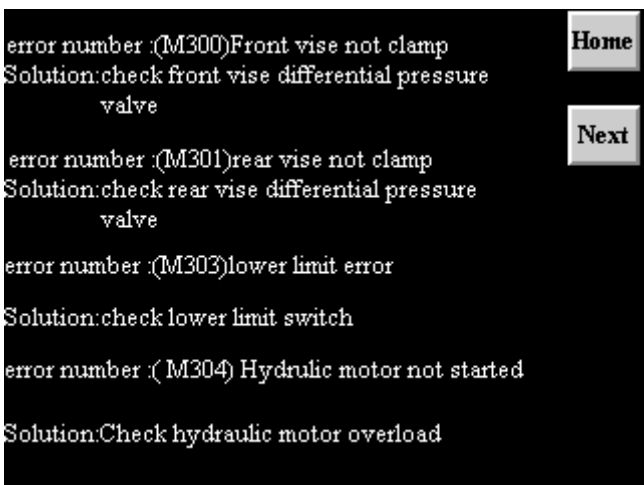 error number :(M300)Front vise not clamp
Home
Solution:check front vise differential pressure
valve
Next
error number :(M301)rear vise not clamp
Solution:check rear vise differential pressure
valve
error number :(M303)lower limit error
Solution:check lower limit switch
error number :( M304) Hydrulic motor not started
Solution:Check hydraulic motor overload